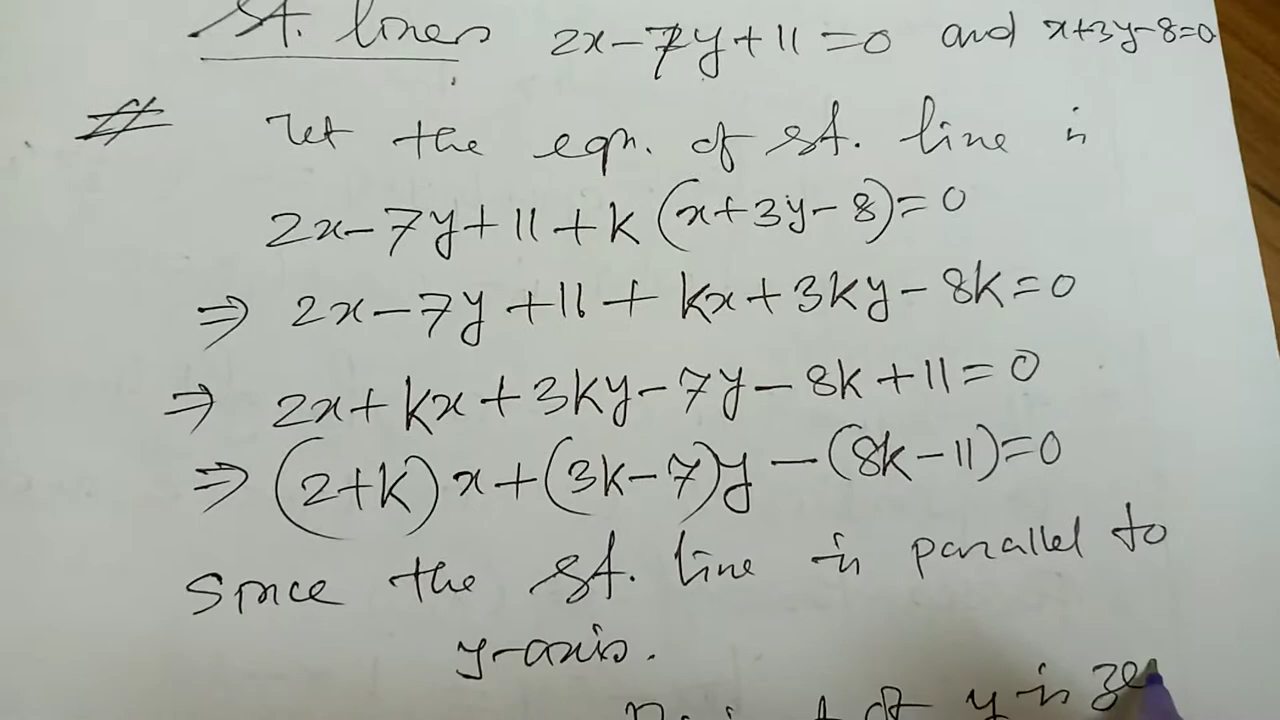 St. lines 2x-7y+11=0 and x+3y-8=0
Let the eqn. of st. line is
2x-7y+11+k(x+3y-8)=0
⇒ 2x-7y+11+kx+3ky-8k=0
⇒ 2x+kx+3ky-7y-8k+11=0
⇒ (2+k)x+(3k-7)y-(8k-11)=0
Since the st. line is parallel to
y-axis.
of y is